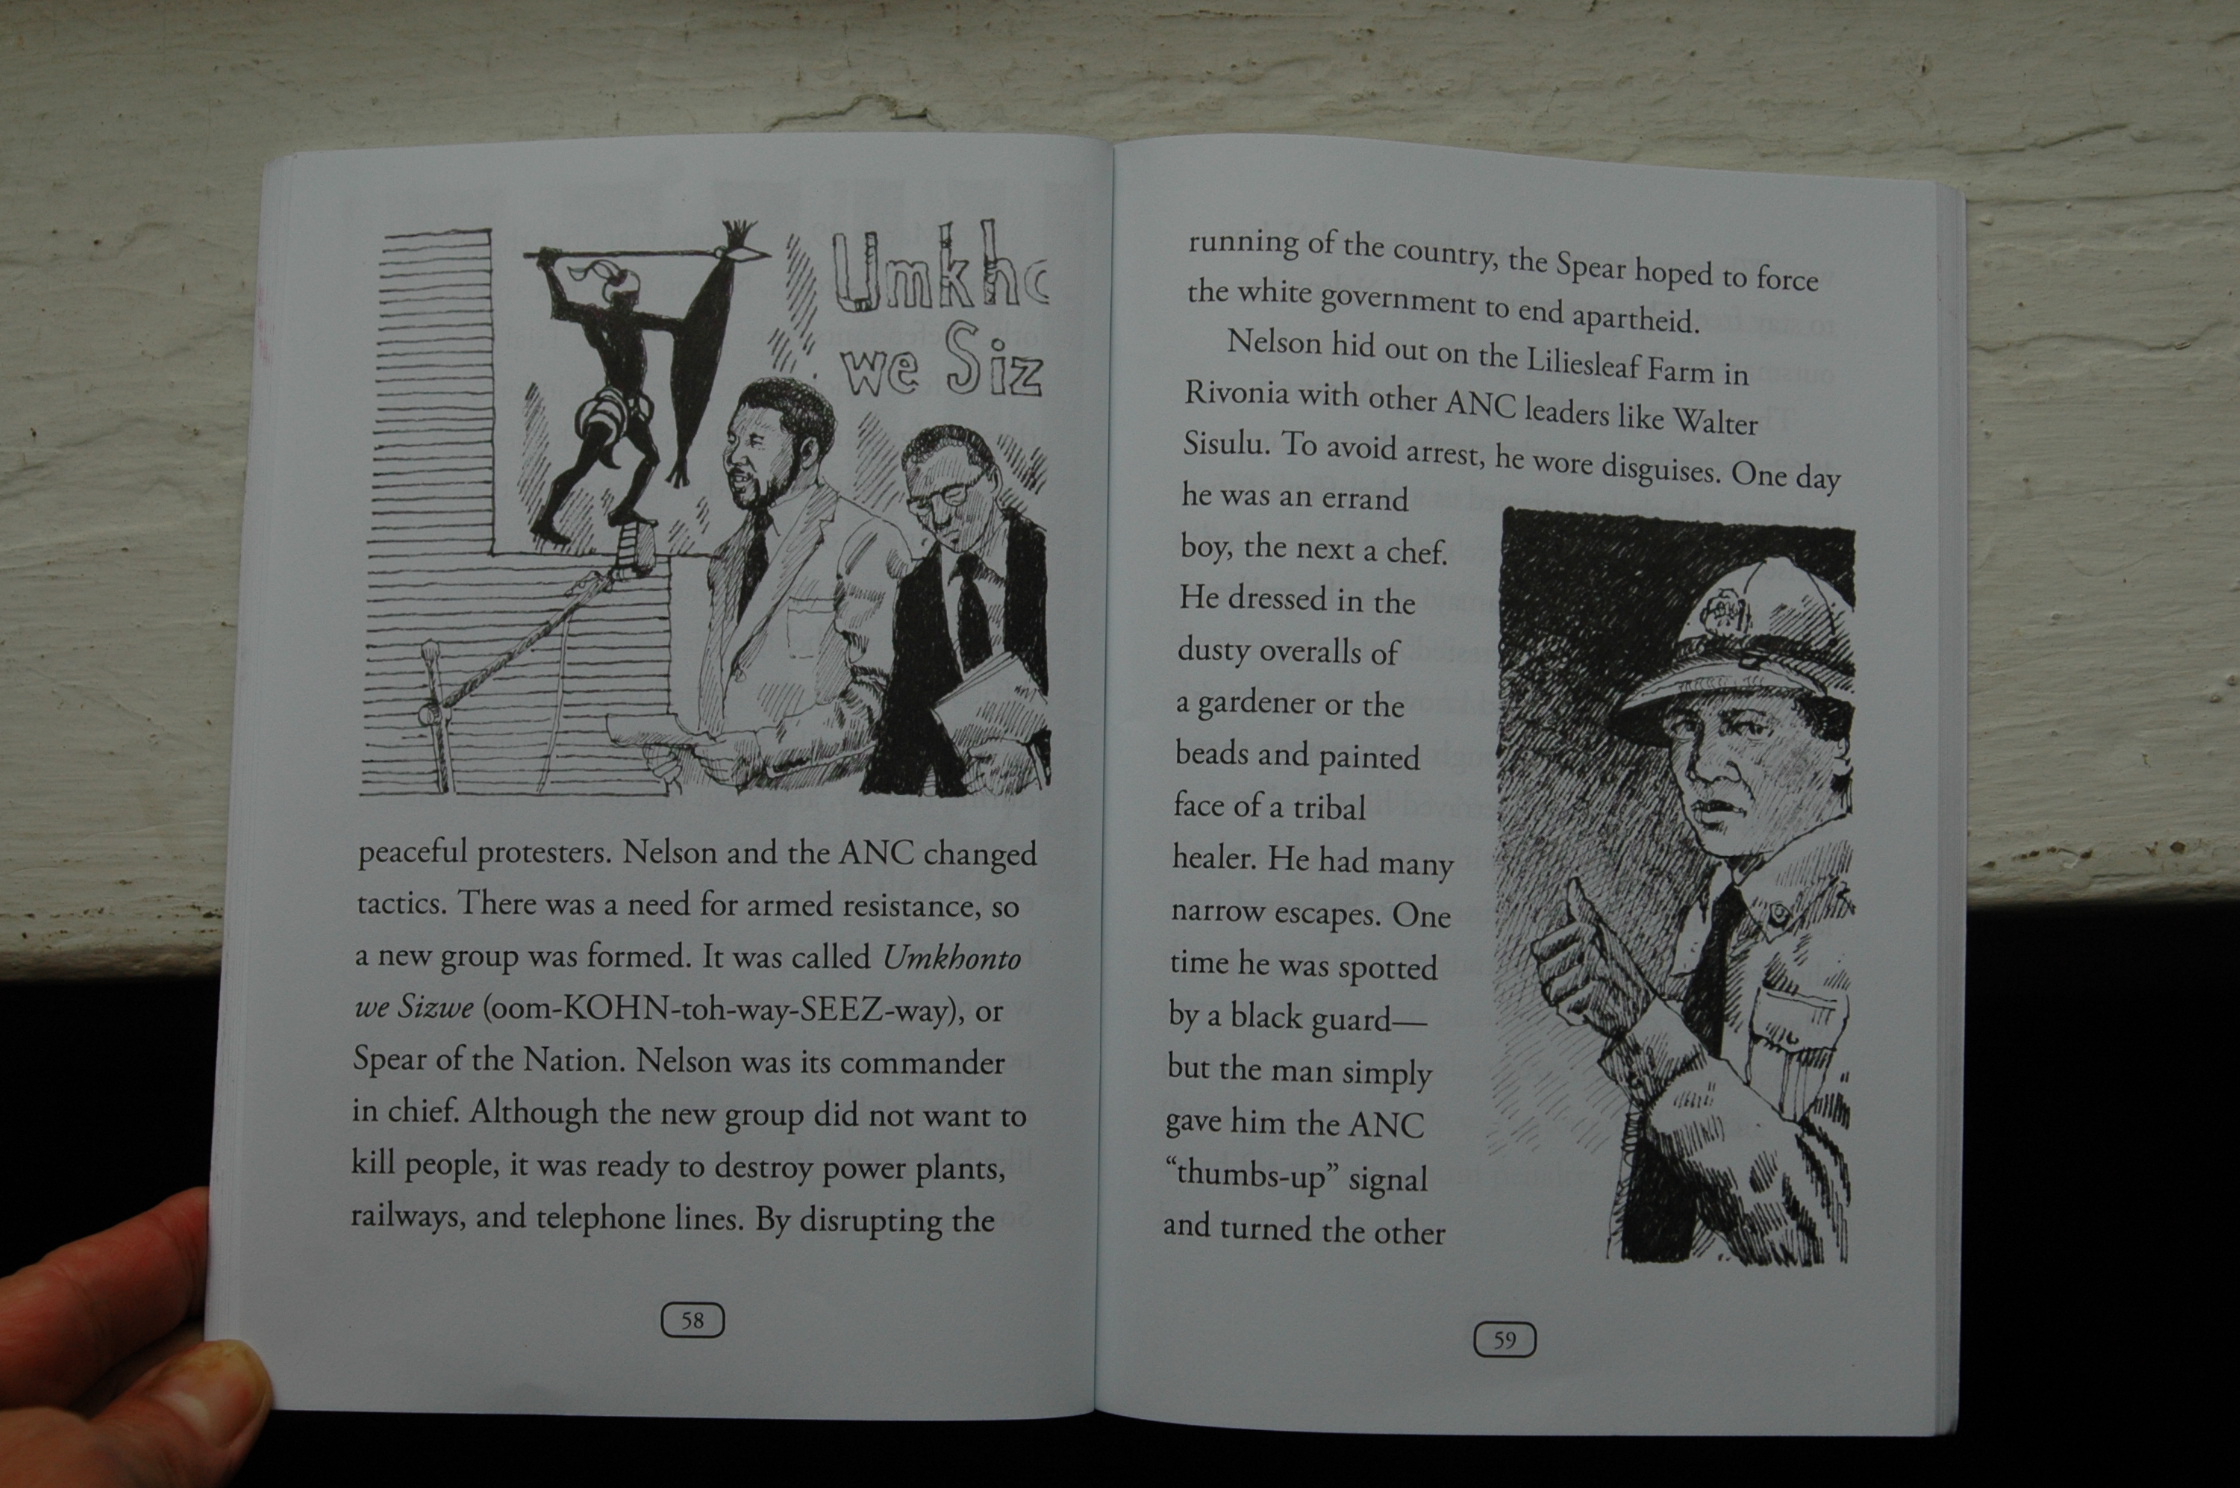 Umkho
we Siz
peaceful protesters. Nelson and the ANC changed
tactics. There was a need for armed resistance, so
a new group was formed. It was called Umkhonto
we Sizwe (oom-KOHN-toh-way-SEEZ-way), or
Spear of the Nation. Nelson was its commander
in chief. Although the new group did not want to
kill people, it was ready to destroy power plants,
railways, and telephone lines. By disrupting the
58
running of the country, the Spear hoped to force
the white government to end apartheid.
Nelson hid out on the Liliesleaf Farm in
Rivonia with other ANC leaders like Walter
Sisulu. To avoid arrest, he wore disguises. One day
he was an errand
boy, the next a chef.
He dressed in the
dusty overalls of
a gardener or the
beads and painted
face of a tribal
healer. He had many
narrow escapes. One
time he was spotted
by a black guard—
but the man simply
gave him the ANC
“thumbs-up” signal
and turned the other
59